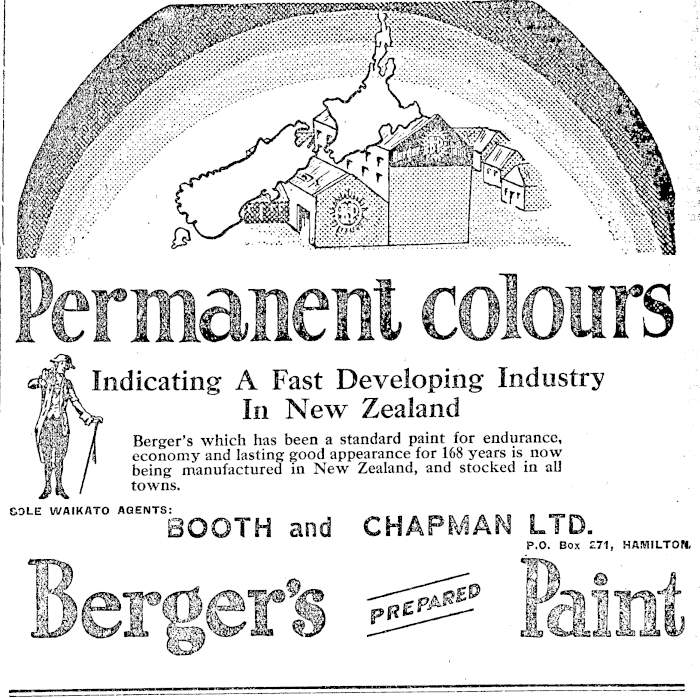 Permanent colours
Indicating A Fast Developing Industry
In New Zealand
Berger's which has been a standard paint for endurance,
economy and lasting good appearance for 168 years is now
being manufactured in New Zealand, and stocked in all
towns.
SOLE WAIKATO AGENTS:
BOOTH and CHAPMAN LTD.
P.O. Box 271, HAMILTON.
Berger's PREPARED Paint